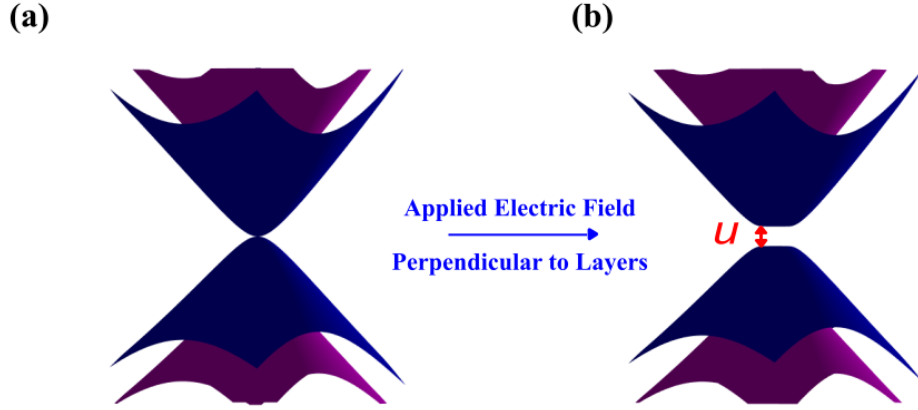 (a)
(b)
Applied Electric Field
Perpendicular to Layers
u